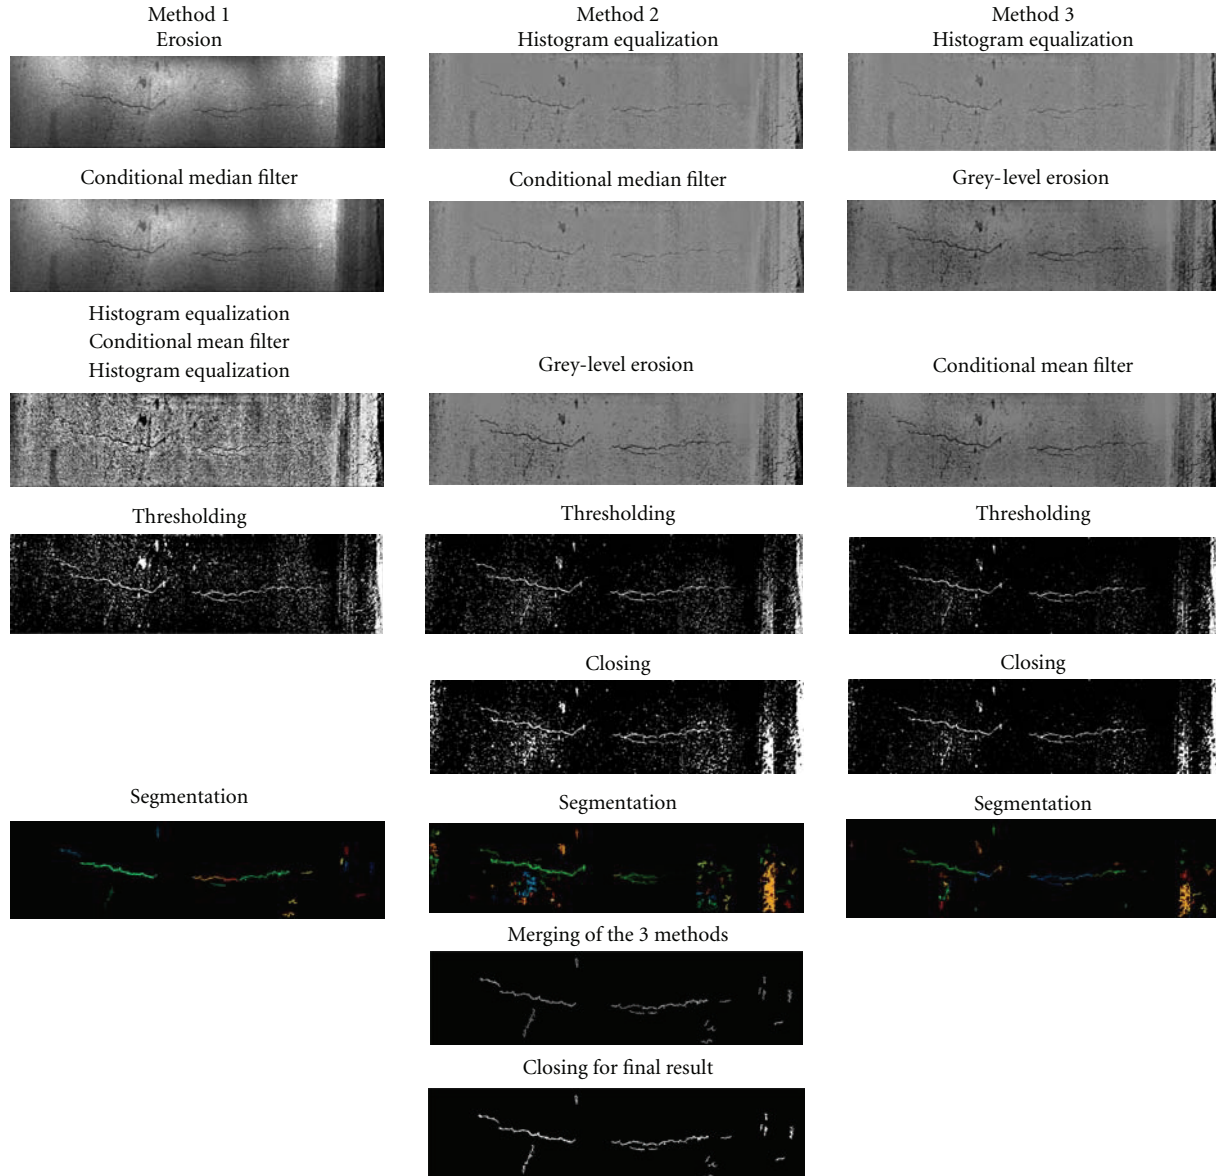 Method 1
Erosion
Method 2
Histogram equalization
Method 3
Histogram equalization
Conditional median filter
Conditional median filter
Grey-level erosion
Histogram equalization
Conditional mean filter
Histogram equalization
Grey-level erosion
Conditional mean filter
Thresholding
Thresholding
Thresholding
Closing
Closing
Segmentation
Segmentation
Segmentation
Merging of the 3 methods
Closing for final result